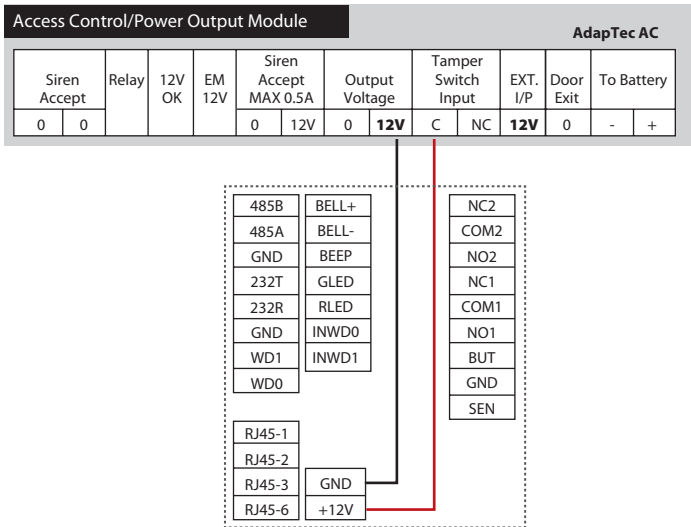 Access Control/Power Output Module
AdapTec AC
Siren Accept
Relay
12V OK
EM 12V
Siren Accept MAX 0.5A
Output Voltage
Tamper Switch Input
EXT. I/P
Door Exit
To Battery
0 0 0 12V 0 12V C NC 12V 0 - +
485B BELL+ NC2
485A BELL- COM2
GND BEEP NO2
232T GLED NC1
232R RLED COM1
GND INWD0 NO1
WD1 INWD1 BUT
WD0 GND
SEN
RJ45-1
RJ45-2
RJ45-3 GND
RJ45-6 +12V